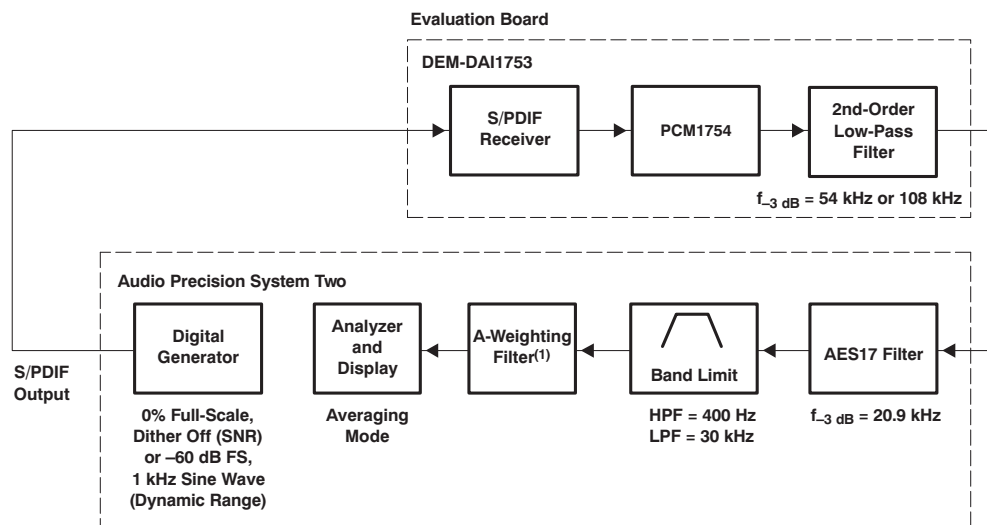 Evaluation Board
DEM-DAI1753
S/PDIF
Receiver
PCM1754
2nd-Order
Low-Pass
Filter
f–3 dB = 54 kHz or 108 kHz
Audio Precision System Two
Digital
Generator
Analyzer
and
Display
A-Weighting
Filter(1)
Band Limit
AES17 Filter
S/PDIF
Output
0% Full-Scale,
Dither Off (SNR)
or –60 dB FS,
1 kHz Sine Wave
(Dynamic Range)
Averaging
Mode
HPF = 400 Hz
LPF = 30 kHz
f–3 dB = 20.9 kHz